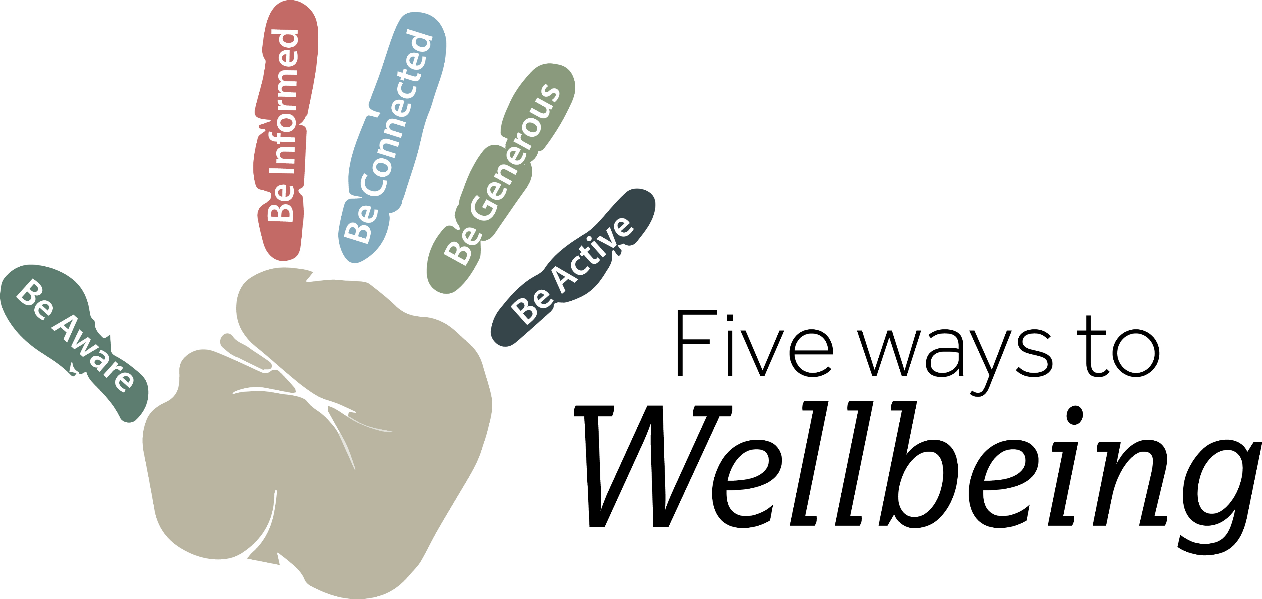 Be Aware
Be Informed
Be Connected
Be Generous
Be Active
Five ways to
Wellbeing